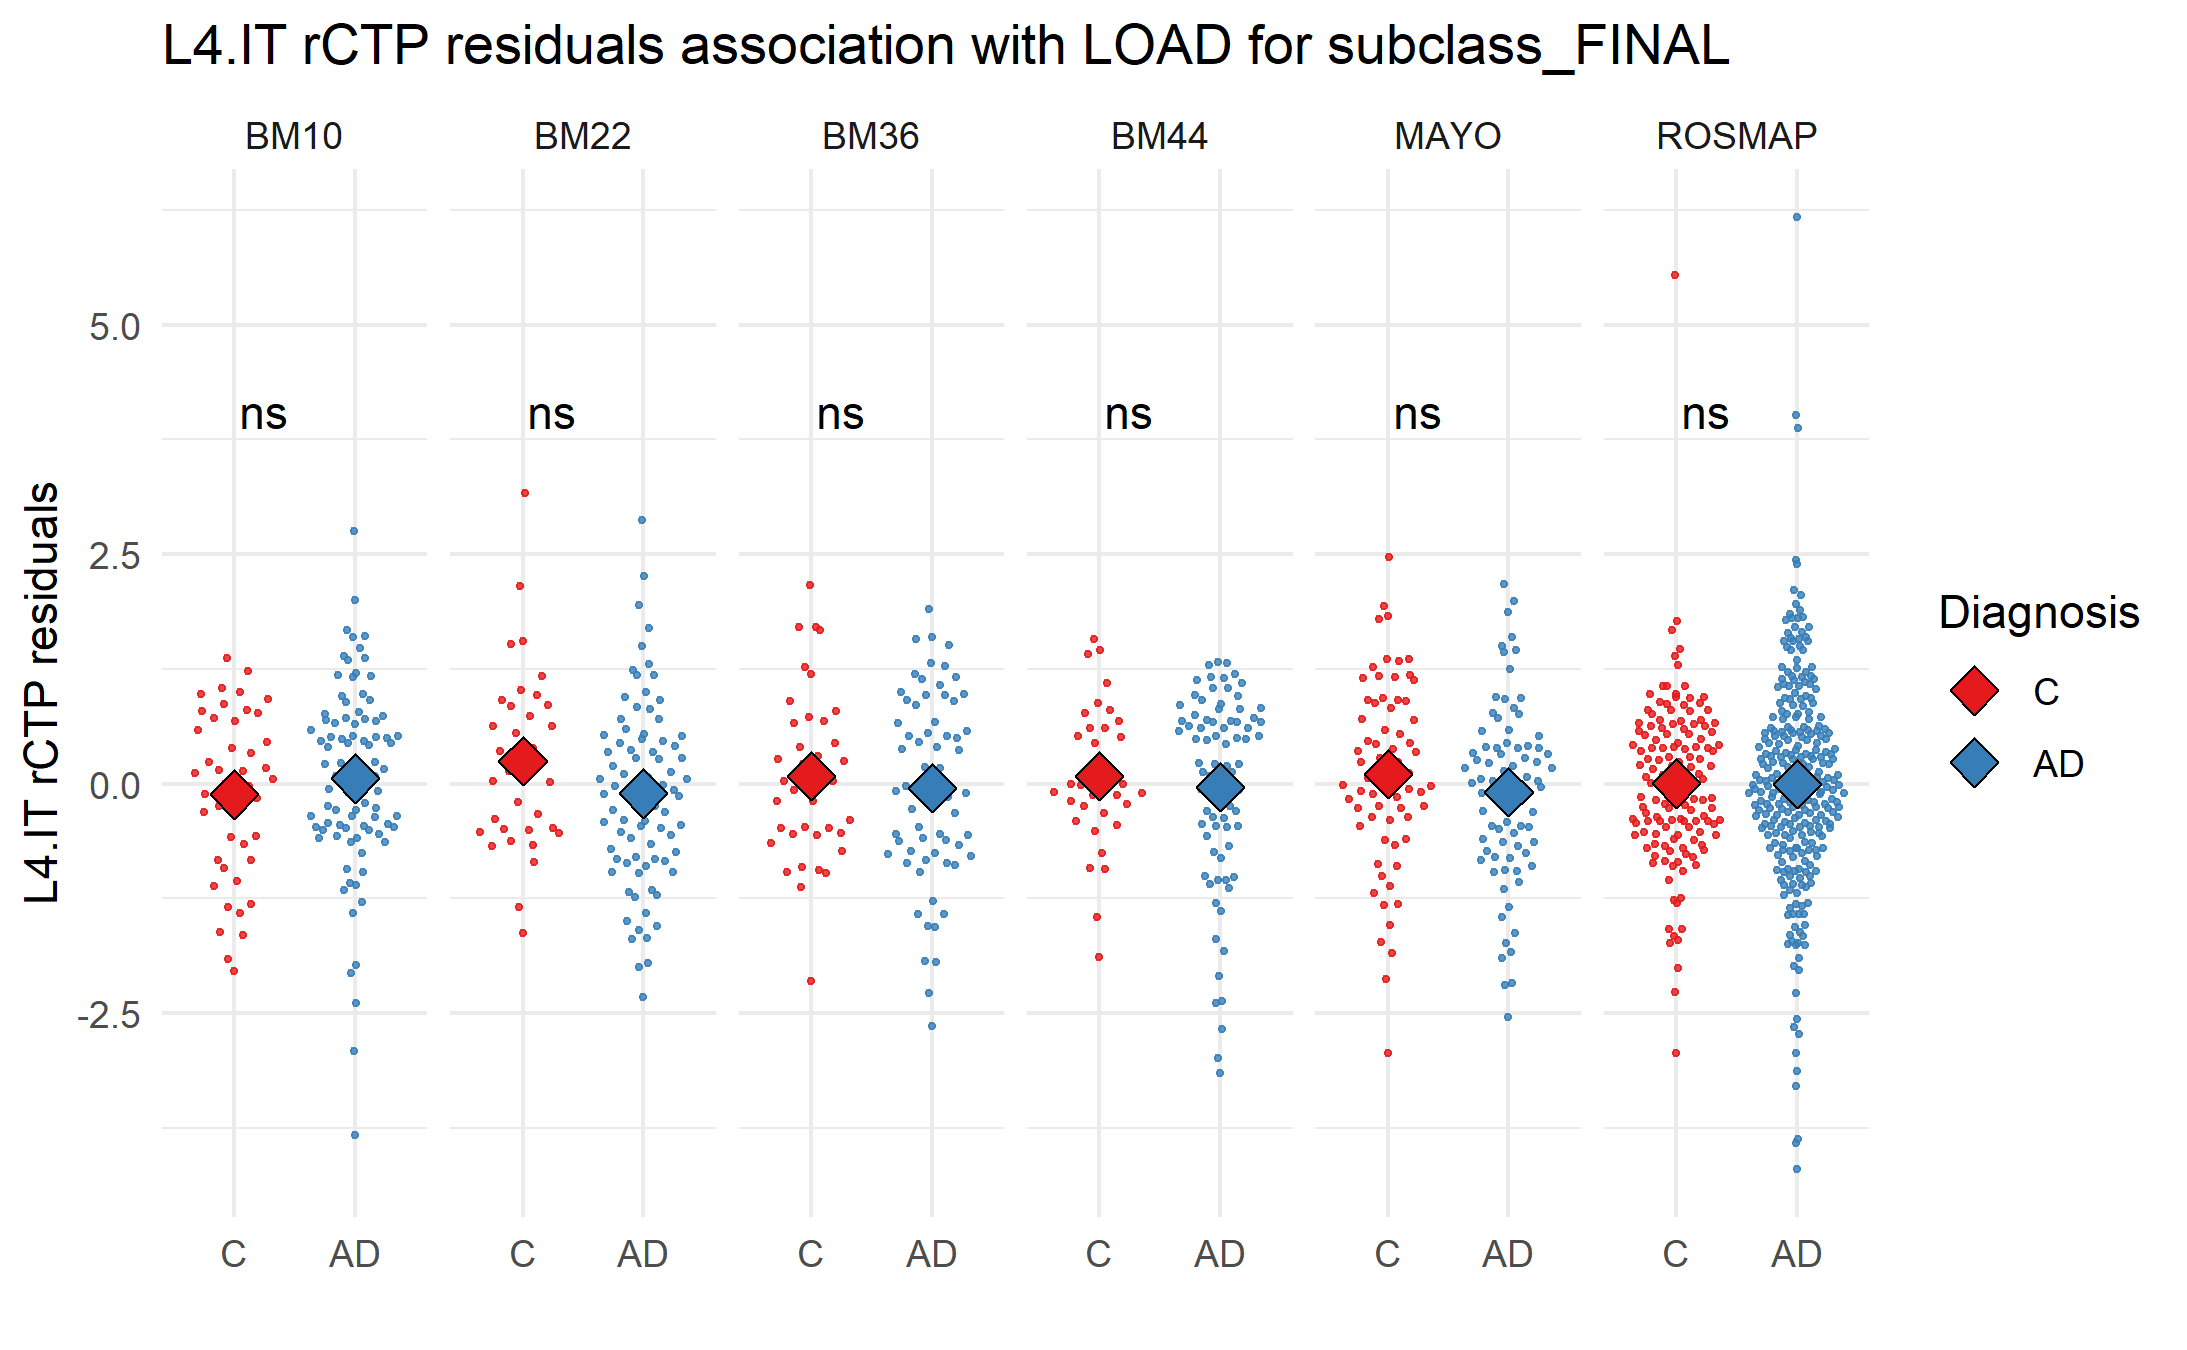 L4.IT rCTP residuals association with LOAD for subclass_FINAL
BM10 BM22 BM36 BM44 MAYO ROSMAP
L4.IT rCTP residuals
5.0
2.5
0.0
-2.5
ns ns ns ns ns ns
C AD C AD C AD C AD C AD C AD
Diagnosis
C
AD